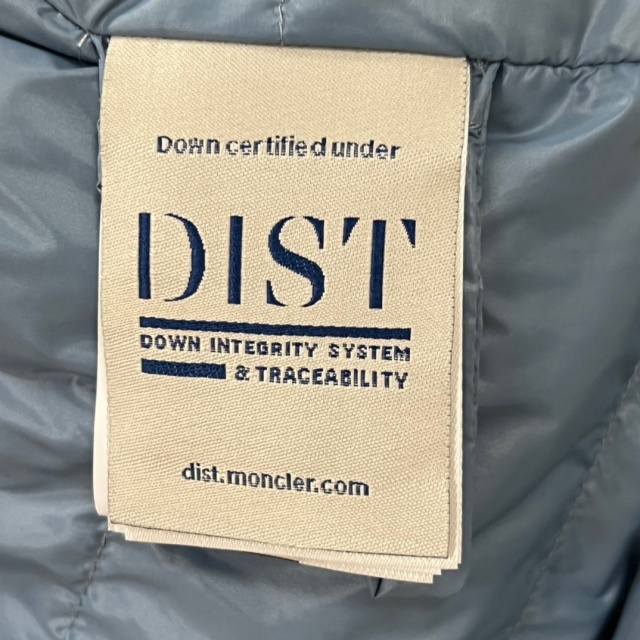 Down certified under
DIST
DOWN INTEGRITY SYSTEM
& TRACEABILITY
dist.moncler.com